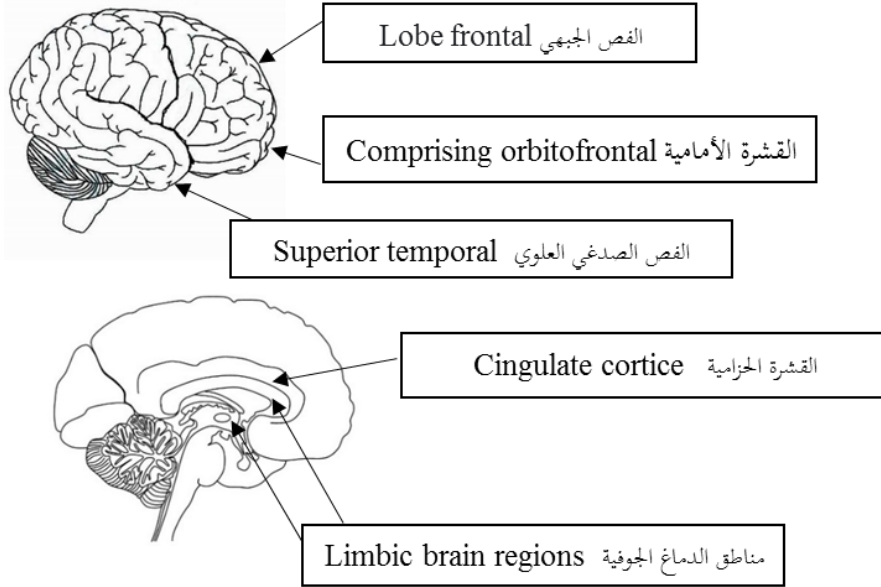 Lobe frontal الفص الجبهي
Comprising orbitofrontal القشرة الأمامية
Superior temporal الفص الصدغي العلوي
Cingulate cortice القشرة الحزامية
Limbic brain regions مناطق الدماغ الجوفية